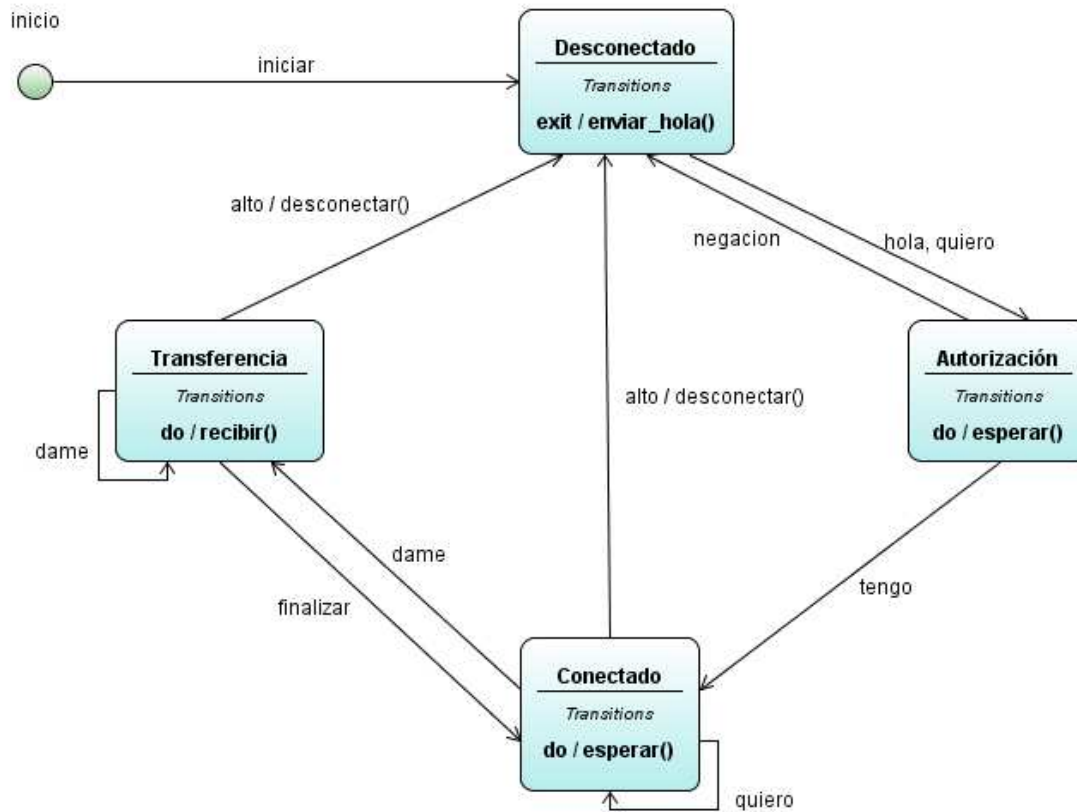 inicio
iniciar
Desconectado
Transitions
exit / enviar_hola()
alto / desconectar()
negacion
hola, quiero
Transferencia
Transitions
do / recibir()
dame
Autorización
Transitions
do / esperar()
alto / desconectar()
dame
finalizar
tengo
Conectado
Transitions
do / esperar()
quiero